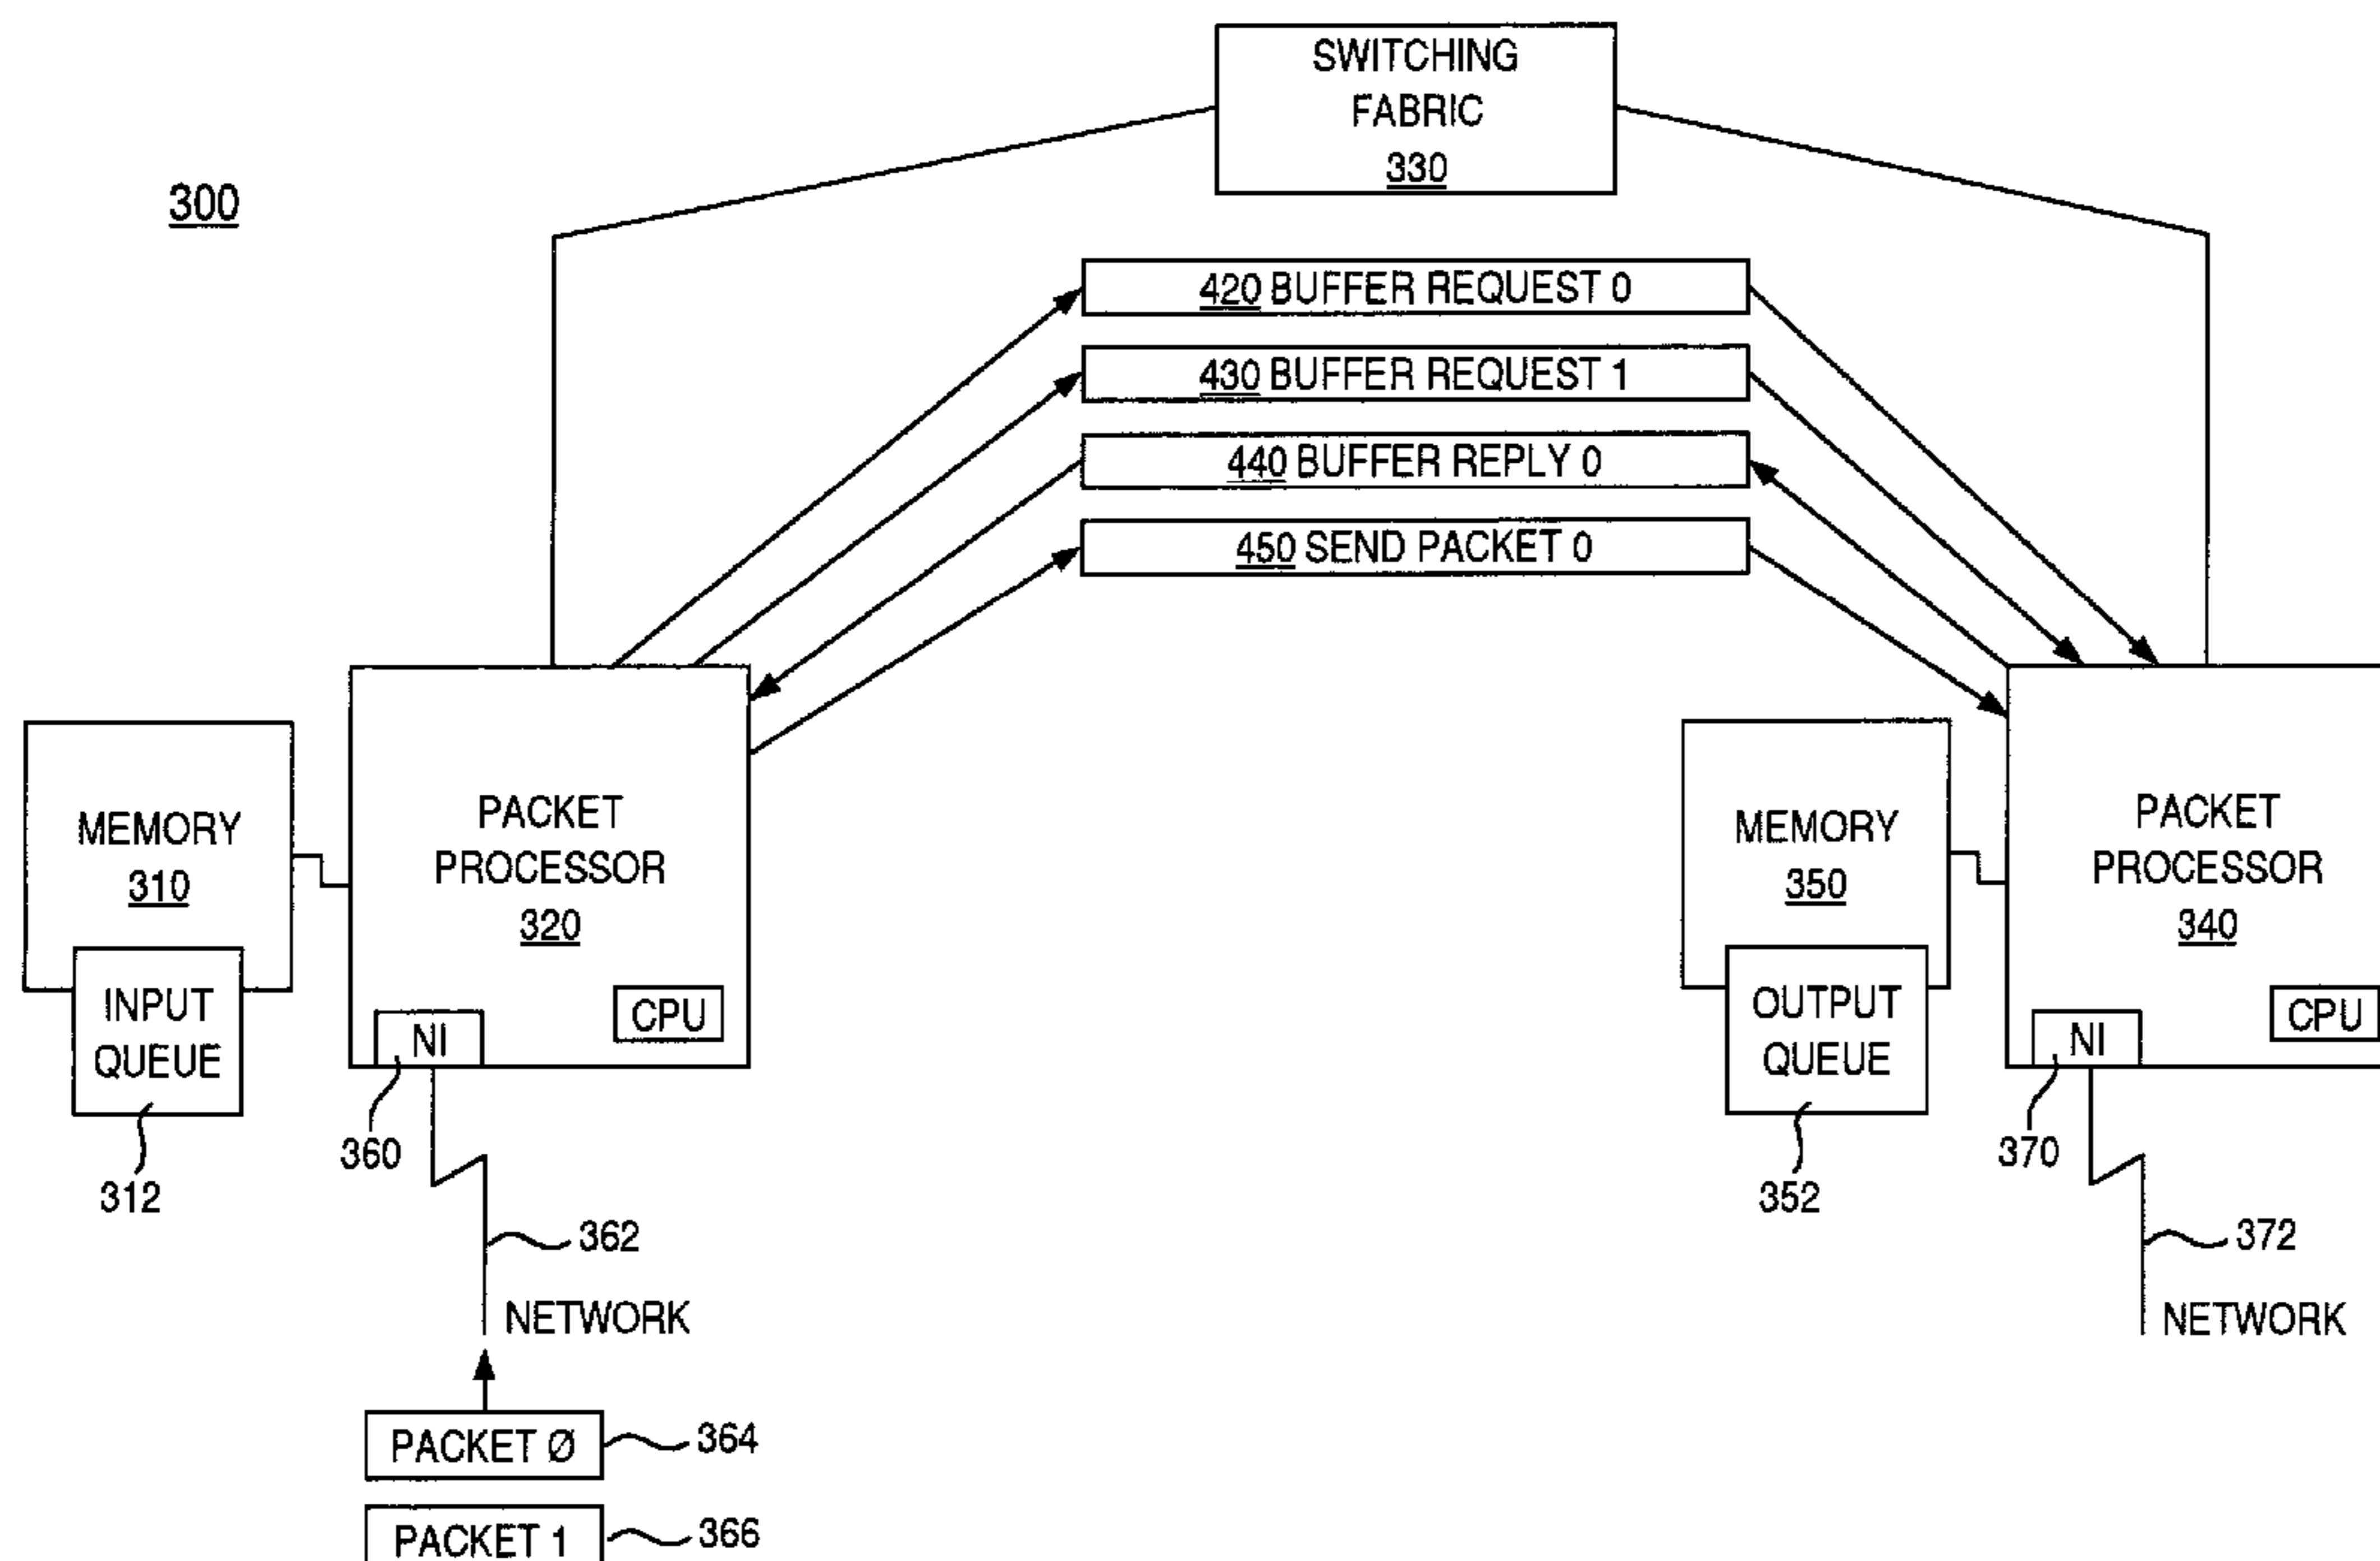 SWITCHING
FABRIC
330
300
420 BUFFER REQUEST 0
430 BUFFER REQUEST 1
440 BUFFER REPLY 0
450 SEND PACKET 0
MEMORY
310
INPUT
QUEUE
312
PACKET
PROCESSOR
320
CPU
NI
360
362
NETWORK
PACKET Ø
364
PACKET 1
366
MEMORY
350
OUTPUT
QUEUE
352
PACKET
PROCESSOR
340
CPU
NI
370
372
NETWORK